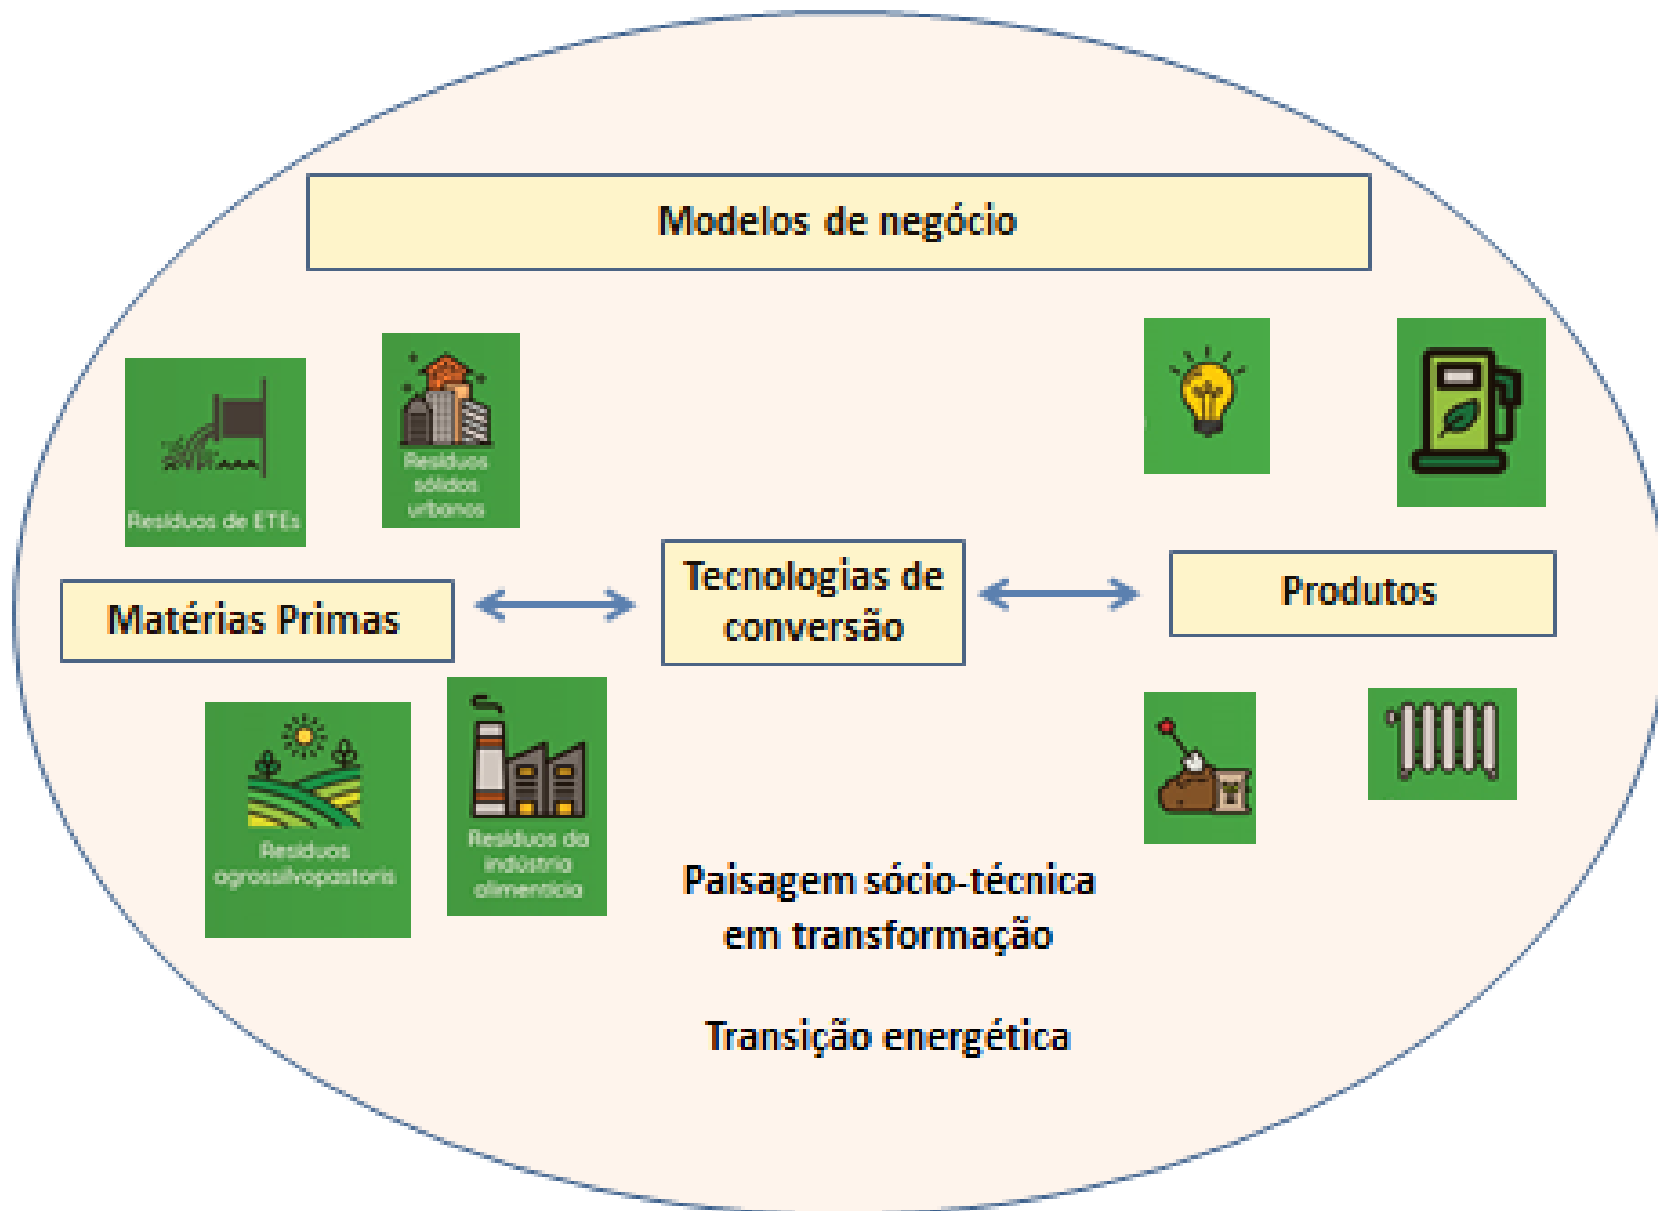 Modelos de negócio
Resíduos de ETEs
Resíduos
sólidos
urbanos
Matérias Primas
Tecnologias de
conversão
Produtos
Resíduos
agrossilvopastoris
Resíduos da
indústria
alimentícia
Paisagem sócio-técnica
em transformação
Transição energética